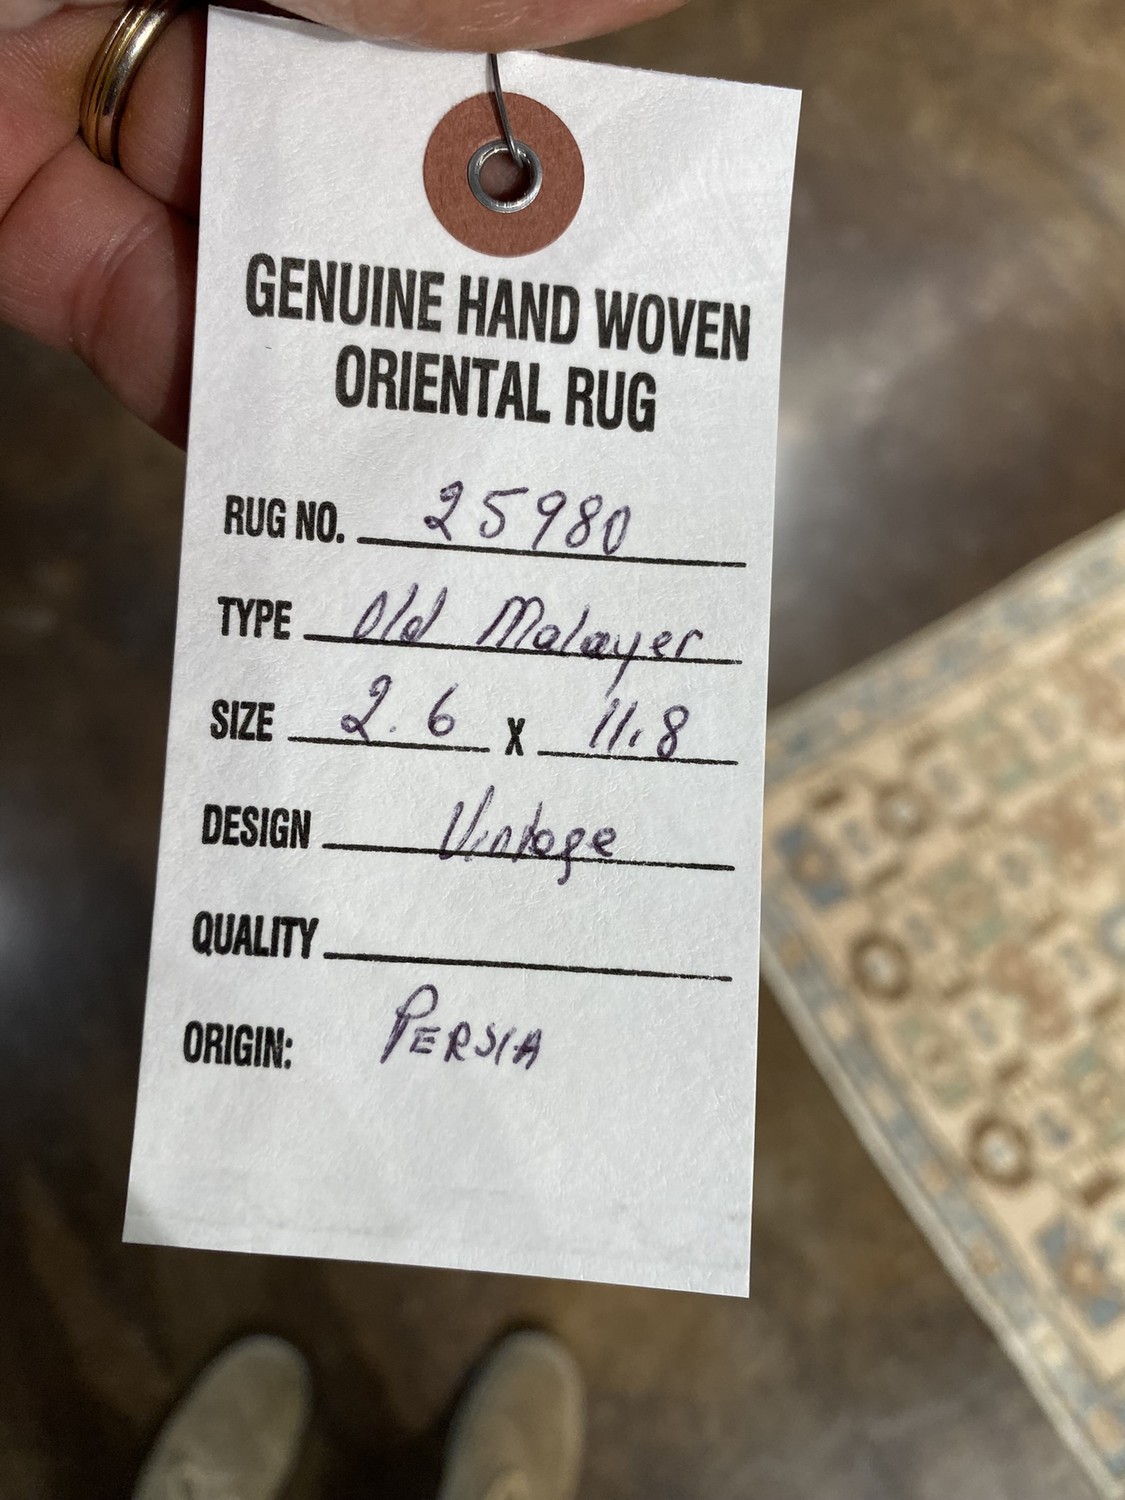 GENUINE HAND WOVEN
ORIENTAL RUG
RUG NO. 25980
TYPE Old Malayer
SIZE 2.6 X 11.8
DESIGN Vintage
QUALITY
ORIGIN: PERSIA